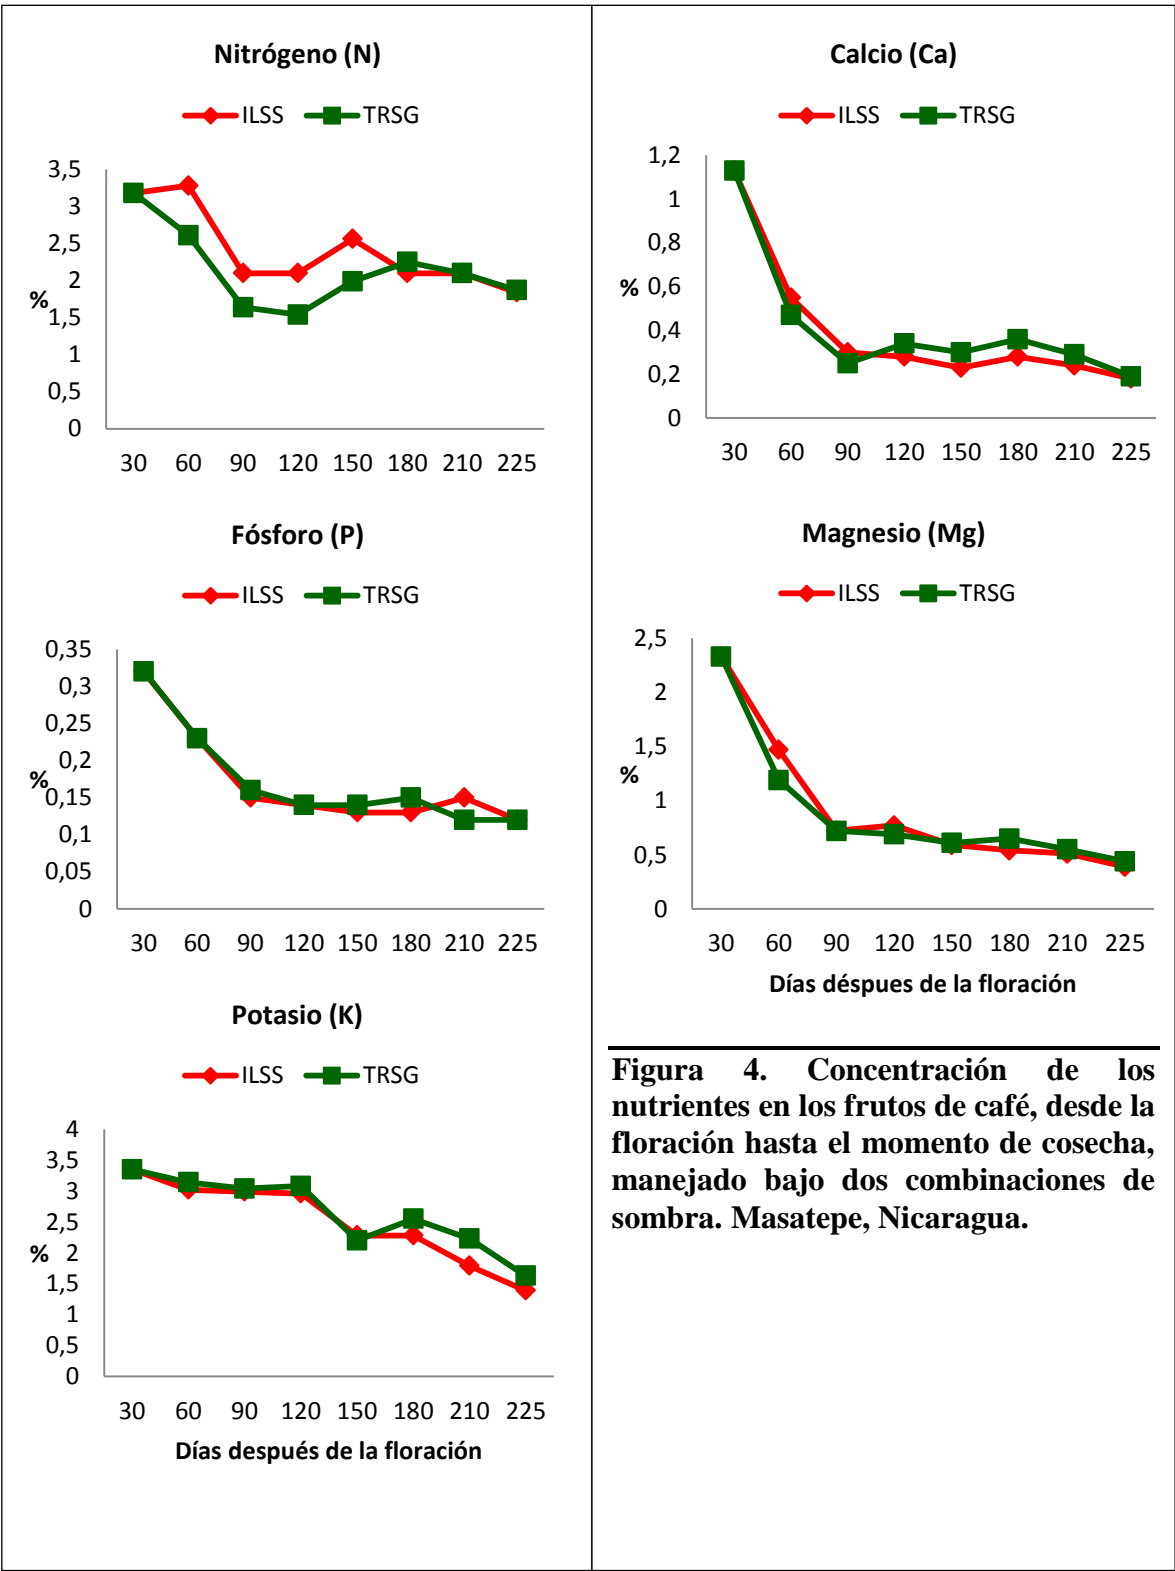 Nitrógeno (N)
ILSS TRSG
3,5
3
2,5
2
%
1,5
1
0,5
0
30 60 90 120 150 180 210 225
Fósforo (P)
ILSS TRSG
0,35
0,3
0,25
0,2
%
0,15
0,1
0,05
0
30 60 90 120 150 180 210 225
Potasio (K)
ILSS TRSG
4
3,5
3
2,5
% 2
1,5
1
0,5
0
30 60 90 120 150 180 210 225
Días después de la floración
Calcio (Ca)
ILSS TRSG
1,2
1
0,8
% 0,6
0,4
0,2
0
30 60 90 120 150 180 210 225
Magnesio (Mg)
ILSS TRSG
2,5
2
1,5
%
1
0,5
0
30 60 90 120 150 180 210 225
Días déspues de la floración
Figura 4. Concentración de los
nutrientes en los frutos de café, desde la
floración hasta el momento de cosecha,
manejado bajo dos combinaciones de
sombra. Masatepe, Nicaragua.